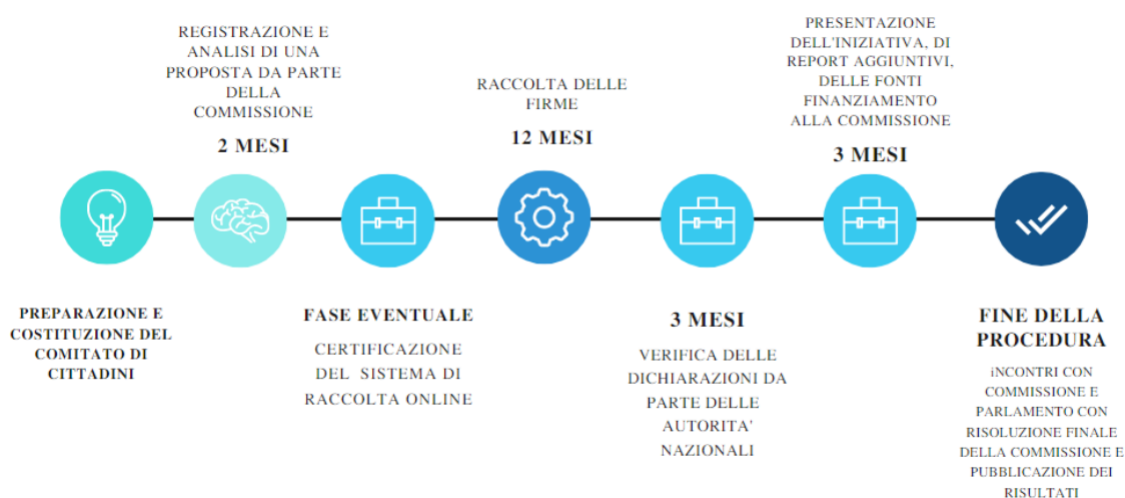 REGISTRAZIONE E
ANALISI DI UNA
PROPOSTA DA PARTE
DELLA
COMMISSIONE
2 MESI
RACCOLTA DELLE
FIRME
12 MESI
PRESENTAZIONE
DELL'INIZIATIVA, DI
REPORT AGGIUNTIVI,
DELLE FONTI
FINANZIAMENTO
ALLA COMMISSIONE
3 MESI
PREPARAZIONE E
COSTITUZIONE DEL
COMITATO DI
CITTADINI
FASE EVENTUALE
CERTIFICAZIONE
DEL SISTEMA DI
RACCOLTA ONLINE
3 MESI
VERIFICA DELLE
DICHIARAZIONI DA
PARTE DELLE
AUTORITA'
NAZIONALI
FINE DELLA
PROCEDURA
iNCONTRI CON
COMMISSIONE E
PARLAMENTO CON
RISOLUZIONE FINALE
DELLA COMMISSIONE E
PUBBLICAZIONE DEI
RISULTATI